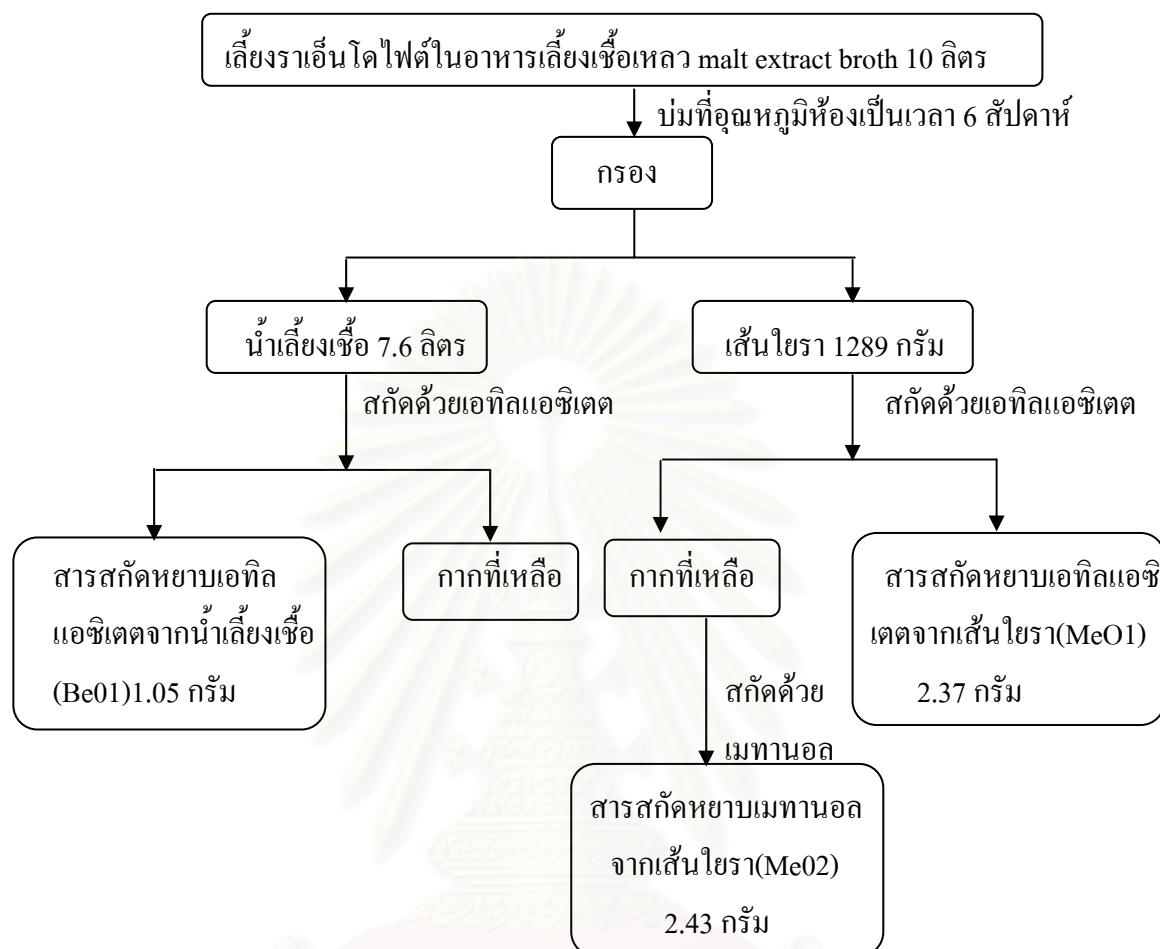 เลี้ยงราเอ็นโดไฟต์ในอาหารเลี้ยงเชื้อเหลว malt extract broth 10 ลิตร
บ่มที่อุณหภูมิห้องเป็นเวลา 6 สัปดาห์
กรอง
น้ำเลี้ยงเชื้อ 7.6 ลิตร
เส้นใยรา 1289 กรัม
สกัดด้วยเอทิลแอซิเตต
สกัดด้วยเอทิลแอซิเตต
สารสกัดหยาบเอทิล
แอซิเตตจากน้ำเลี้ยงเชื้อ
(Be01)1.05 กรัม
กากที่เหลือ
กากที่เหลือ
สารสกัดหยาบเอทิลแอซิ
เตตจากเส้นใยรา(MeO1)
2.37 กรัม
สกัดด้วย
เมทานอล
สารสกัดหยาบเมทานอล
จากเส้นใยรา(Me02)
2.43 กรัม